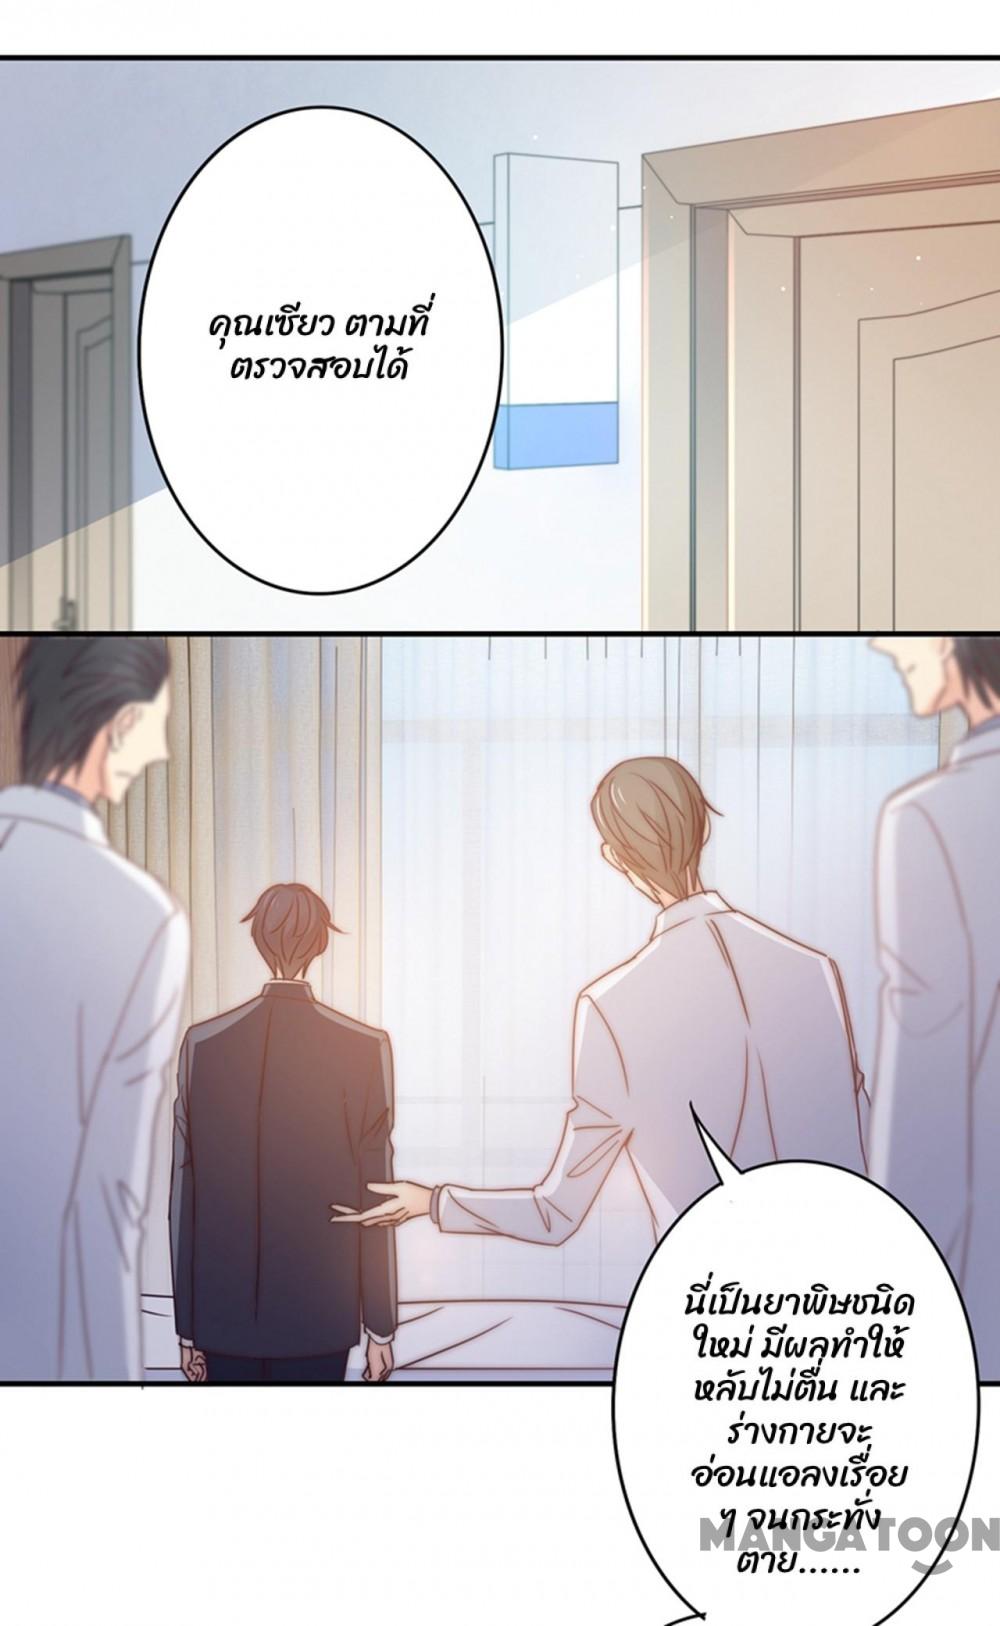 คุณเซียว ตามที่
ตรวจสอบได้
นี่เป็นยาพิษชนิด
ใหม่ มีผลทำให้
หลับไม่ตื่น และ
ร่างกายจะ
อ่อนแอลงเรื่อย
ๆ จนกระทั่ง
ตาย......
MANGATOON